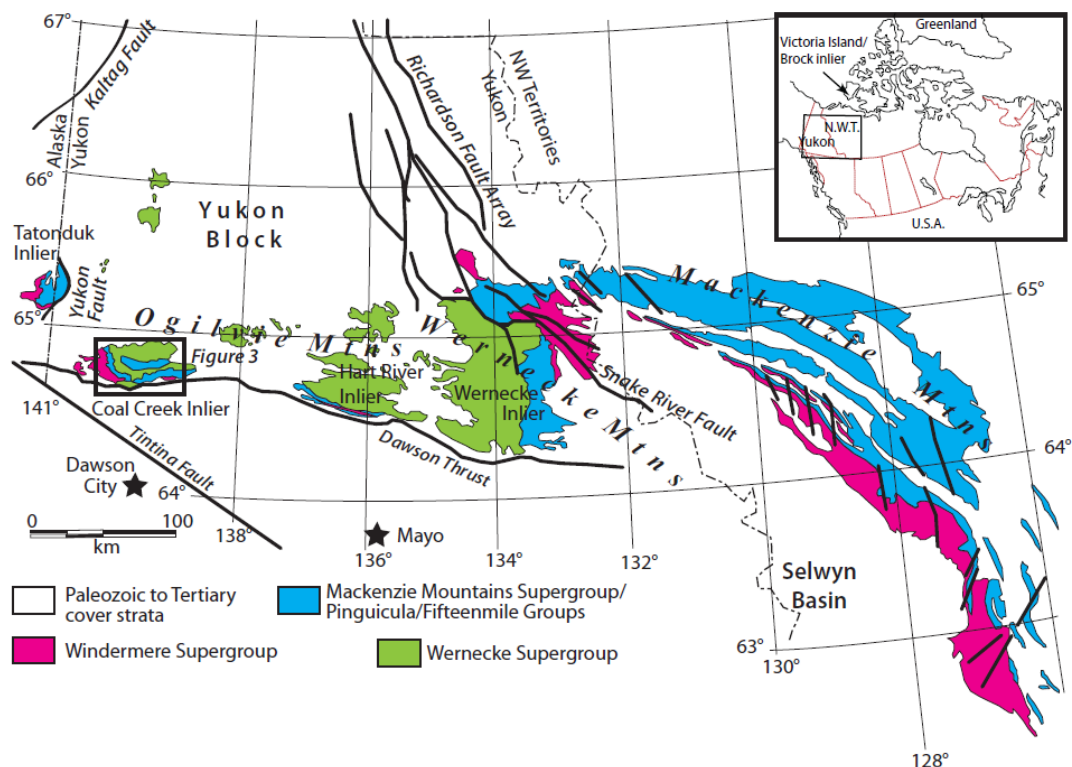 67°
Kaltag Fault
Alaska
Yukon
66°
Richardson Fault Array
Yukon
NW Territories
Greenland
Victoria Island/
Brock inlier
N.W.T.
Yukon
U.S.A.
Yukon
Block
Tatonduk
Inlier
Yukon
Fault
65°
Ogilvie Mtns
Wernecke Mtns
Mackenzie Mtns
65°
Figure 3
Hart River
Inlier
Wernecke
Inlier
Snake River Fault
141°
Coal Creek Inlier
Tintina Fault
Dawson Thrust
64°
Dawson
City
64°
0
100
km
138°
Mayo
136°
134°
132°
Selwyn
Basin
Paleozoic to Tertiary
cover strata
Mackenzie Mountains Supergroup/
Pinguicula/Fifteenmile Groups
Windermere Supergroup
Wernecke Supergroup
63°
130°
128°